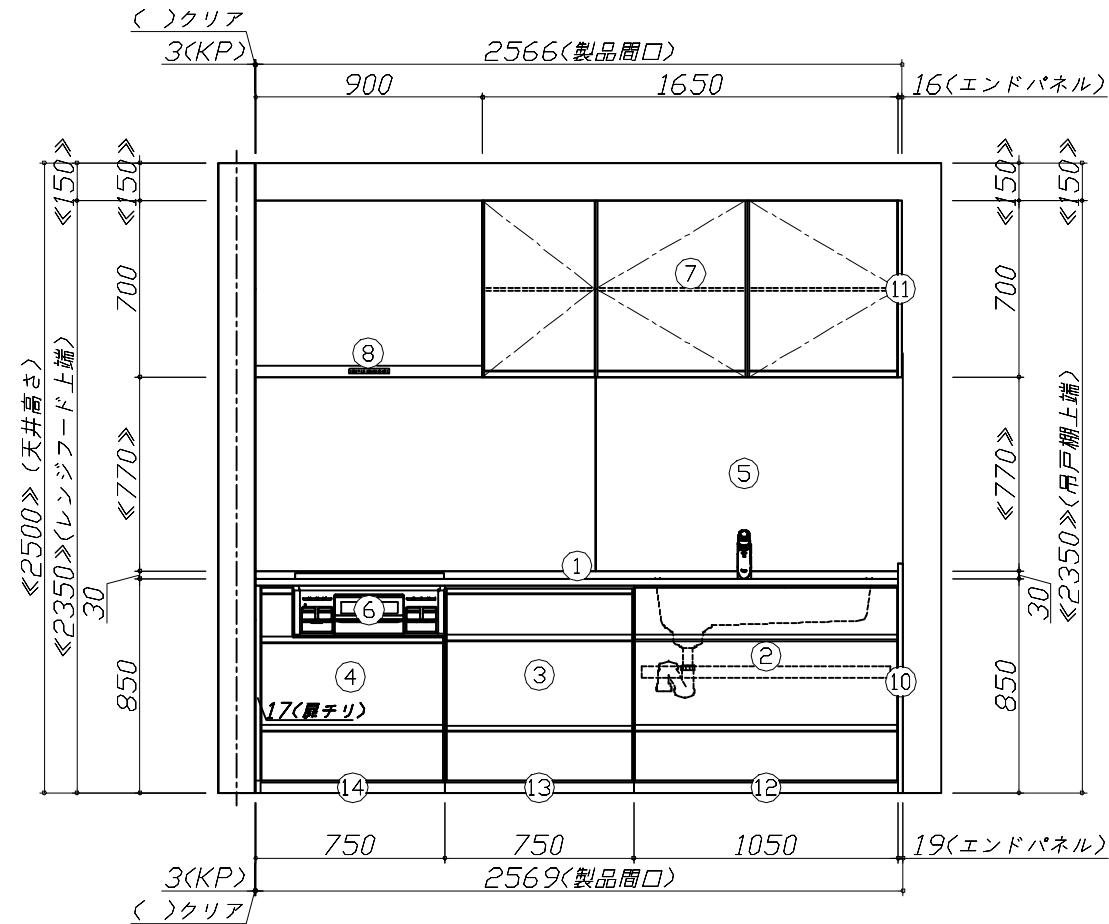 ( )クリア
3(KP)
2566(製品間口)
900
1650
16(エンドパネル)
≪150≫
≪150≫
≪150≫
≪150≫
700
700
7
11
8
≪2500≫(天井高さ)
≪2350≫(レンジフード上端)
≪770≫
≪770≫
≪2350≫(吊戸棚上端)
5
1
30
30
6
2
4
3
10
850
850
17(扉チリ)
14
13
12
750
750
1050
19(エンドパネル)
3(KP)
2569(製品間口)
( )クリア